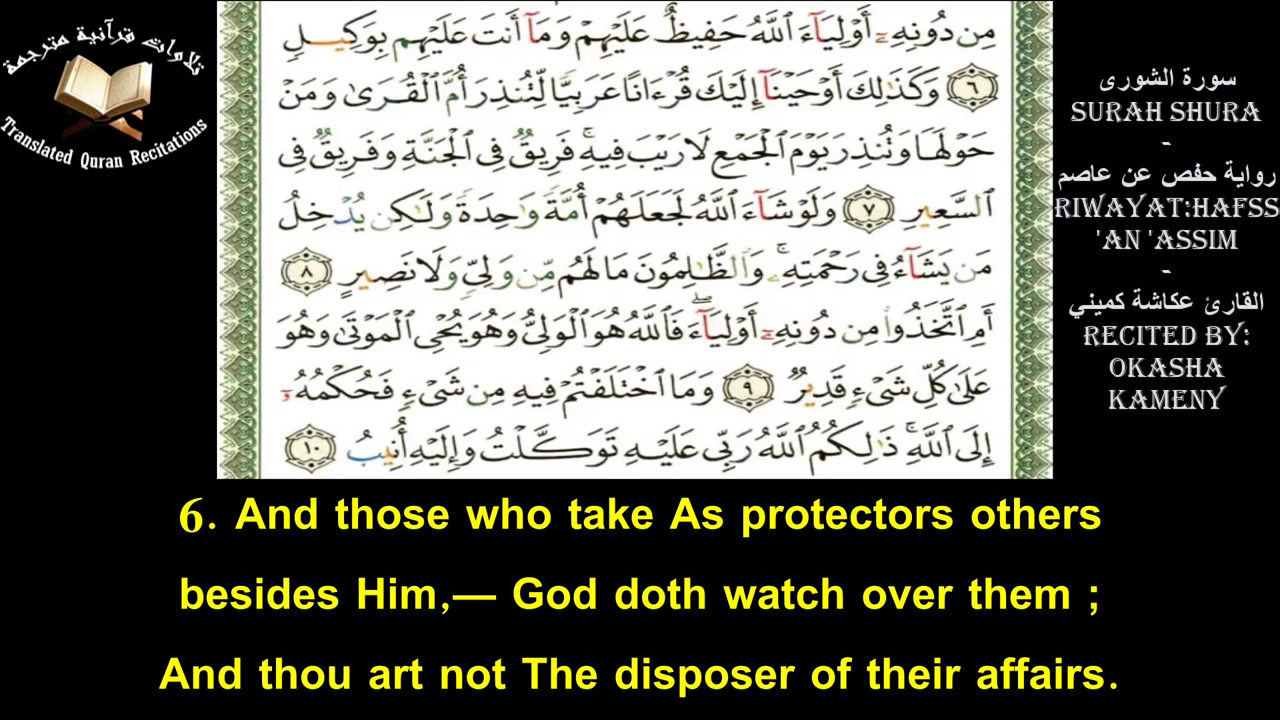 تلاوات قرآنية مترجمة
Translated Quran Recitations
مِن دُونِهِۦٓ أَوْلِيَآءَ ٱللَّهُ حَفِيظٌ عَلَيْهِمْ وَمَآ أَنتَ عَلَيْهِم بِوَكِيلٍ
٦ وَكَذَٰلِكَ أَوْحَيْنَآ إِلَيْكَ قُرْءَانًا عَرَبِيًّا لِّتُنذِرَ أُمَّ ٱلْقُرَىٰ وَمَنْ
حَوْلَهَا وَتُنذِرَ يَوْمَ ٱلْجَمْعِ لَا رَيْبَ فِيهِ ۚ فَرِيقٌ فِى ٱلْجَنَّةِ وَفَرِيقٌ فِى
ٱلسَّعِيرِ ٧ وَلَوْ شَآءَ ٱللَّهُ لَجَعَلَهُمْ أُمَّةً وَٰحِدَةً وَلَٰكِن يُدْخِلُ
مَن يَشَآءُ فِى رَحْمَتِهِۦ ۚ وَٱلظَّٰلِمُونَ مَا لَهُم مِّن وَلِىٍّ وَلَا نَصِيرٍ ٨
أَمِ ٱتَّخَذُوا۟ مِن دُونِهِۦٓ أَوْلِيَآءَ ۖ فَٱللَّهُ هُوَ ٱلْوَلِىُّ وَهُوَ يُحْىِ ٱلْمَوْتَىٰ وَهُوَ
عَلَىٰ كُلِّ شَىْءٍ قَدِيرٌ ٩ وَمَا ٱخْتَلَفْتُمْ فِيهِ مِن شَىْءٍ فَحُكْمُهُۥٓ
إِلَى ٱللَّهِ ۚ ذَٰلِكُمُ ٱللَّهُ رَبِّى عَلَيْهِ تَوَكَّلْتُ وَإِلَيْهِ أُنِيبُ ١٠
سورة الشورى
SURAH SHURA
-
رواية حفص عن عاصم
RIWAYAT:HAFSS
'AN 'ASSIM
-
القارئ عكاشة كميني
RECITED BY:
OKASHA
KAMENY
6. And those who take As protectors others
besides Him,— God doth watch over them ;
And thou art not The disposer of their affairs.